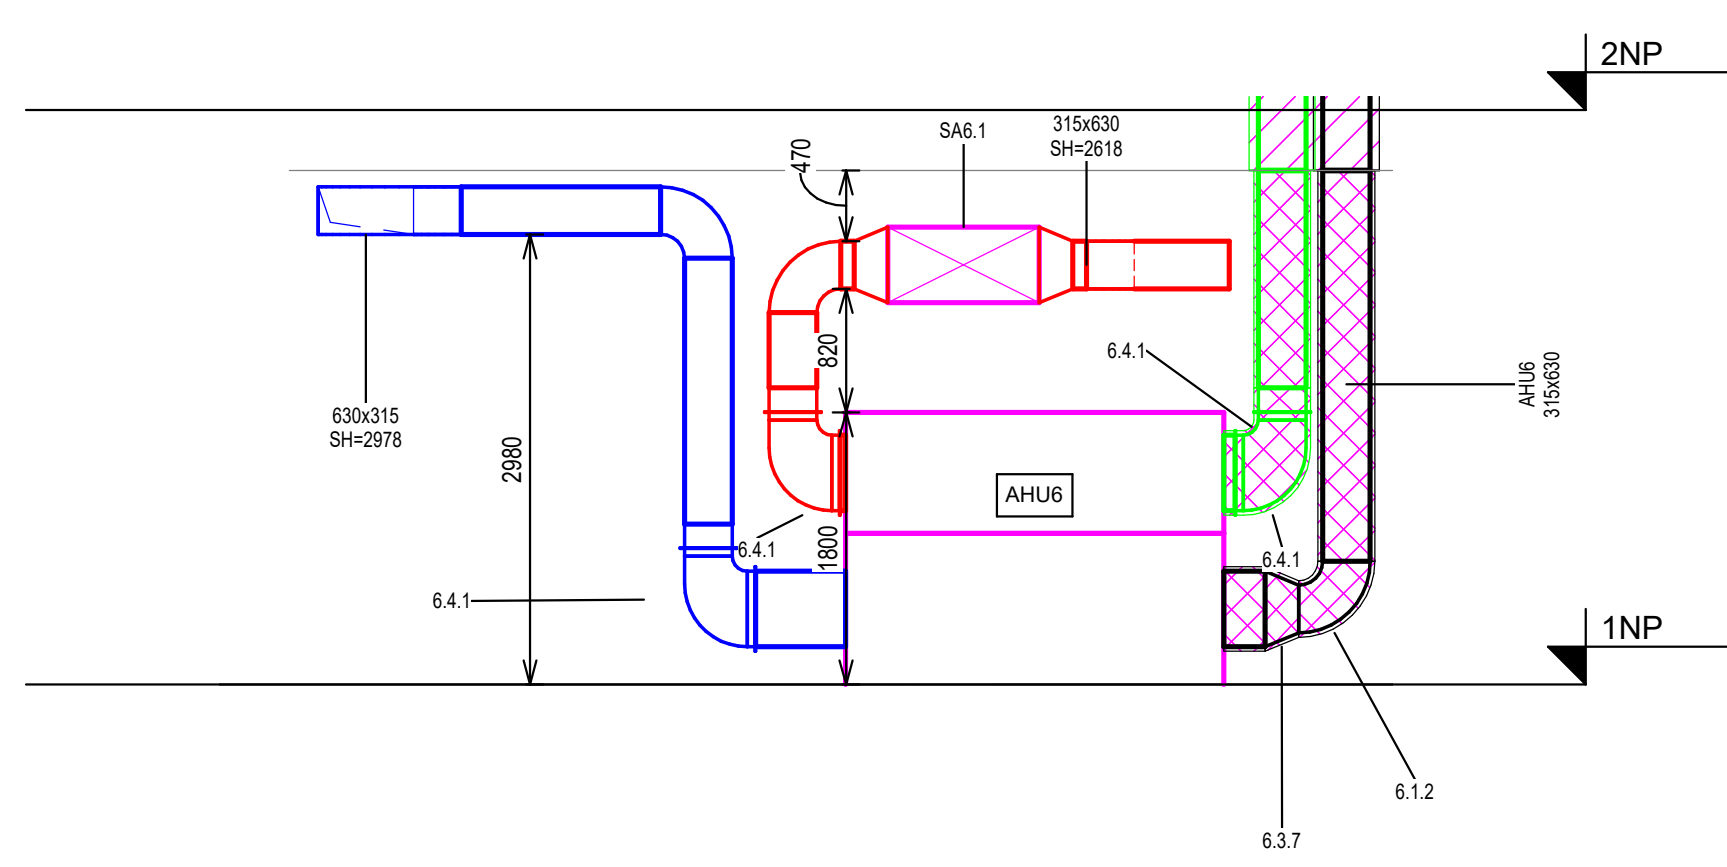 2NP
SA6.1
315x630
SH=2618
470
820
6.4.1
AHU6
315x630
630x315
SH=2978
2980
AHU6
1800
6.4.1
6.4.1
6.4.1
1NP
6.1.2
6.3.7